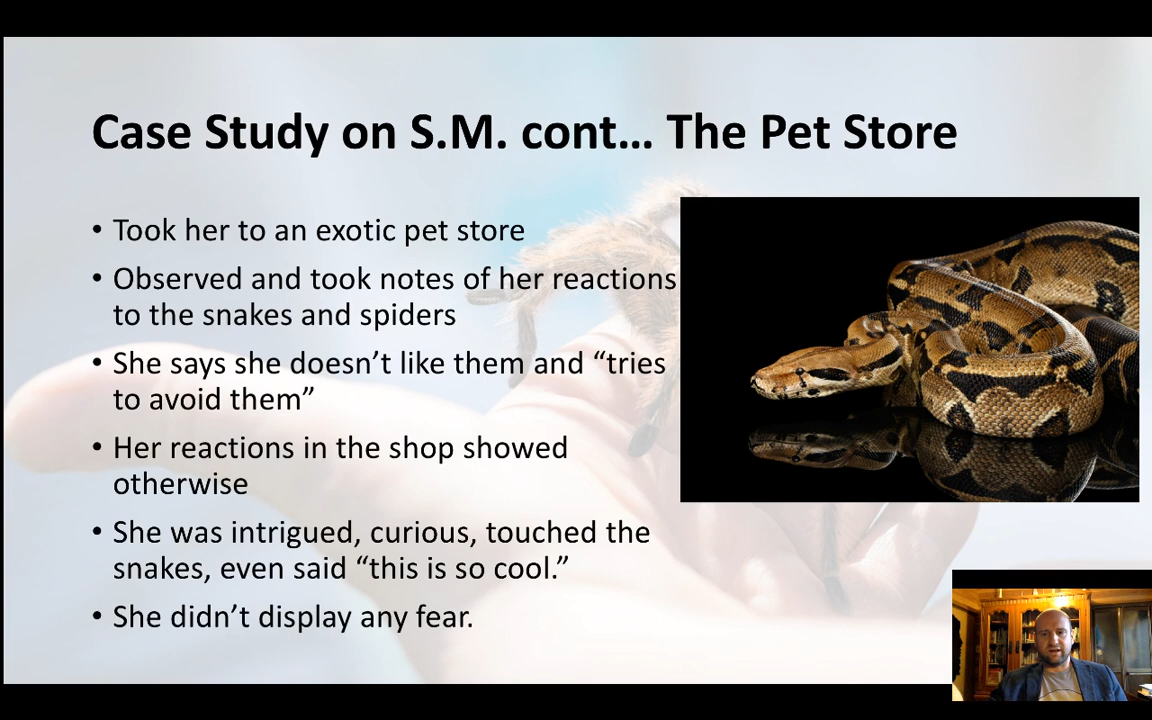 Case Study on S.M. cont… The Pet Store
• Took her to an exotic pet store
• Observed and took notes of her reactions
to the snakes and spiders
• She says she doesn’t like them and “tries
to avoid them”
• Her reactions in the shop showed
otherwise
• She was intrigued, curious, touched the
snakes, even said “this is so cool.”
• She didn’t display any fear.